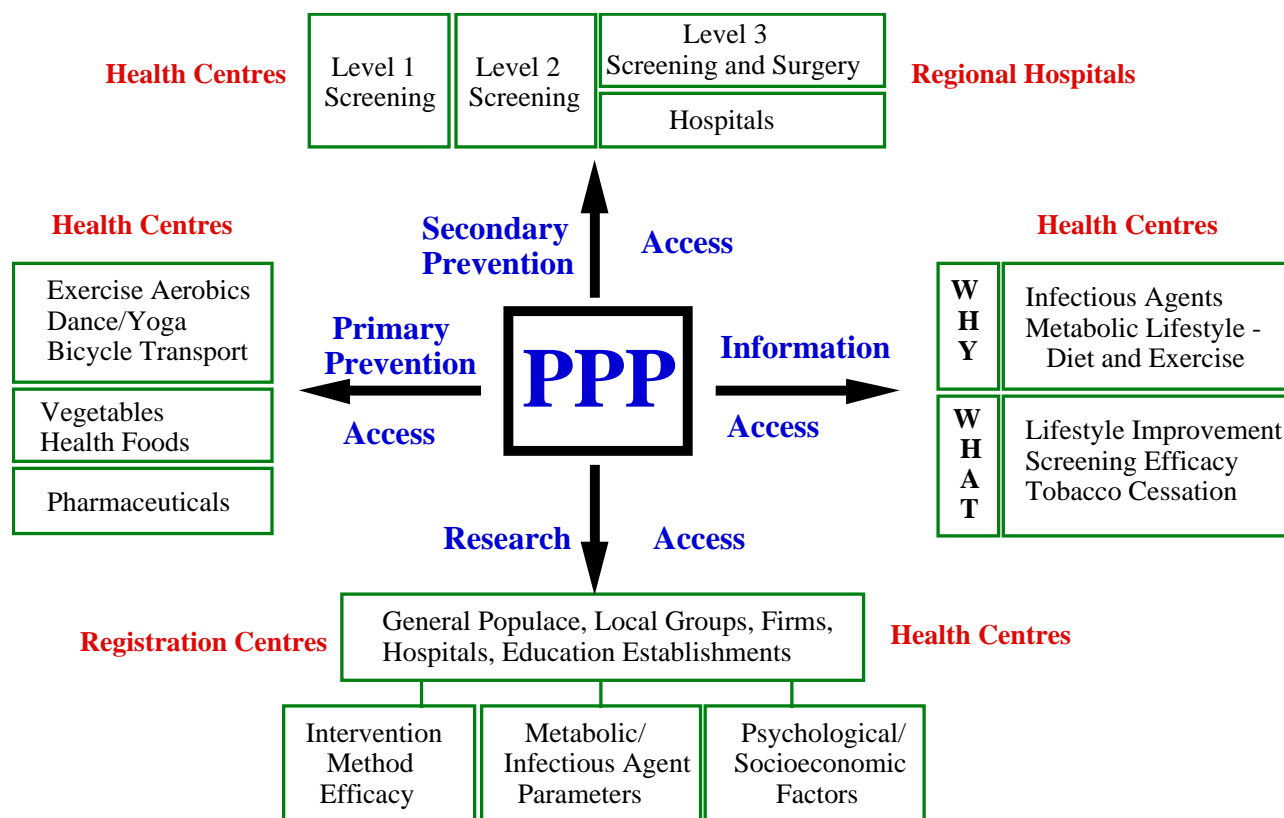 Health Centres
Level 1
Screening
Level 2
Screening
Level 3
Screening and Surgery
Hospitals
Regional Hospitals
Secondary
Prevention
Access
Health Centres
Exercise Aerobics
Dance/Yoga
Bicycle Transport
Vegetables
Health Foods
Pharmaceuticals
Primary
Prevention
Access
PPP
Information
Access
Health Centres
WHY
Infectious Agents
Metabolic Lifestyle -
Diet and Exercise
WHAT
Lifestyle Improvement
Screening Efficacy
Tobacco Cessation
Research
Access
Registration Centres
General Populace, Local Groups, Firms,
Hospitals, Education Establishments
Health Centres
Intervention
Method
Efficacy
Metabolic/
Infectious Agent
Parameters
Psychological/
Socioeconomic
Factors